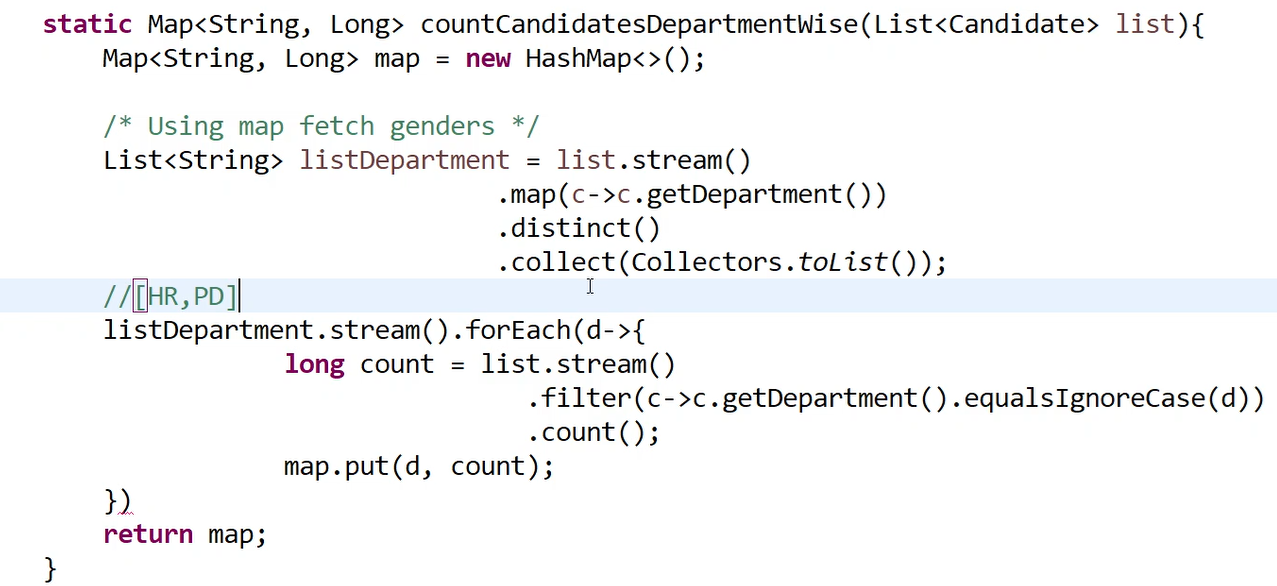 static Map<String, Long> countCandidatesDepartmentWise(List<Candidate> list){
Map<String, Long> map = new HashMap<>();
/* Using map fetch genders */
List<String> listDepartment = list.stream()
.map(c->c.getDepartment())
.distinct()
.collect(Collectors.toList());
//[HR,PD]
listDepartment.stream().forEach(d->{
long count = list.stream()
.filter(c->c.getDepartment().equalsIgnoreCase(d))
.count();
map.put(d, count);
})
return map;
}